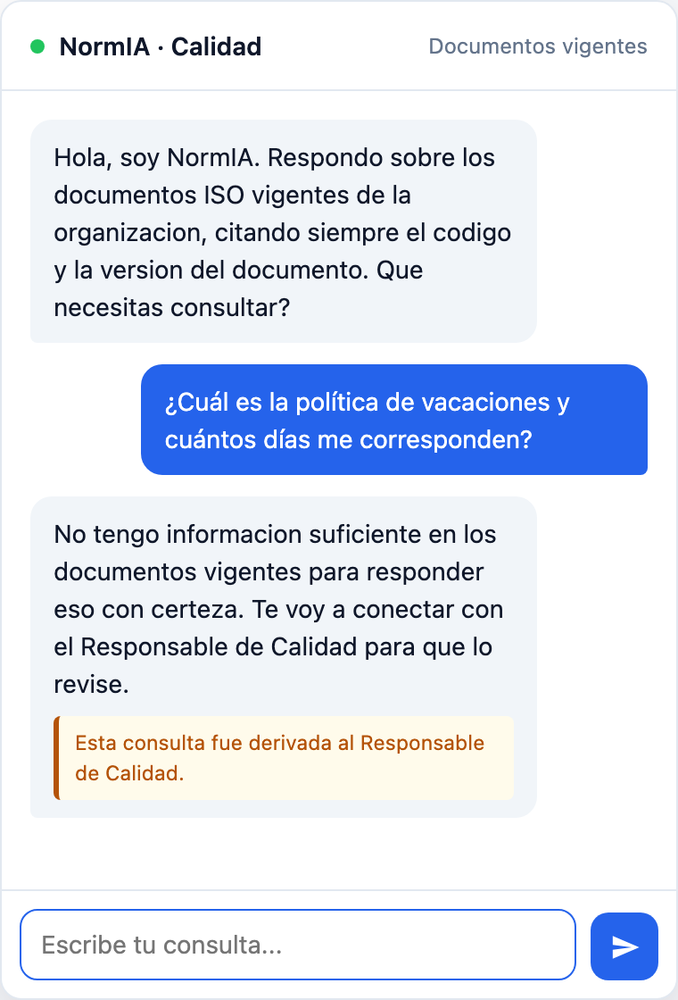 NormIA · Calidad
Documentos vigentes
Hola, soy NormIA. Respondo sobre los
documentos ISO vigentes de la
organizacion, citando siempre el codigo
y la version del documento. Que
necesitas consultar?
¿Cuál es la política de vacaciones y
cuántos días me corresponden?
No tengo informacion suficiente en los
documentos vigentes para responder
eso con certeza. Te voy a conectar con
el Responsable de Calidad para que lo
revise.
Esta consulta fue derivada al Responsable
de Calidad.
Escribe tu consulta...